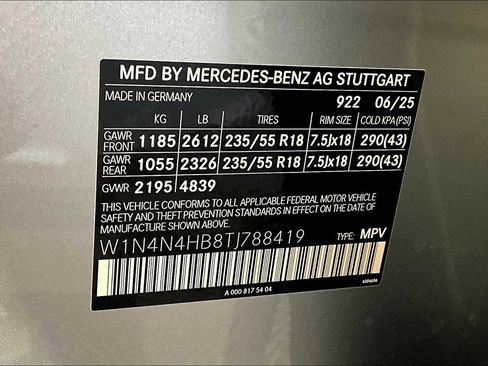 MFD BY MERCEDES-BENZ AG STUTTGART
MADE IN GERMANY 922 06/25
KG LB TIRES RIM SIZE COLD KPA(PSI)
GAWR FRONT 1185 2612 235/55 R18 7.5Jx18 290(43)
GAWR REAR 1055 2326 235/55 R18 7.5Jx18 290(43)
GVWR 2195 4839
THIS VEHICLE CONFORMS TO ALL APPLICABLE FEDERAL MOTOR VEHICLE
SAFETY AND THEFT PREVENTION STANDARDS IN EFFECT ON THE DATE OF
MANUFACTURE SHOWN ABOVE.
W1N4N4HB8TJ788419 TYPE: MPV
A 000 817 54 04